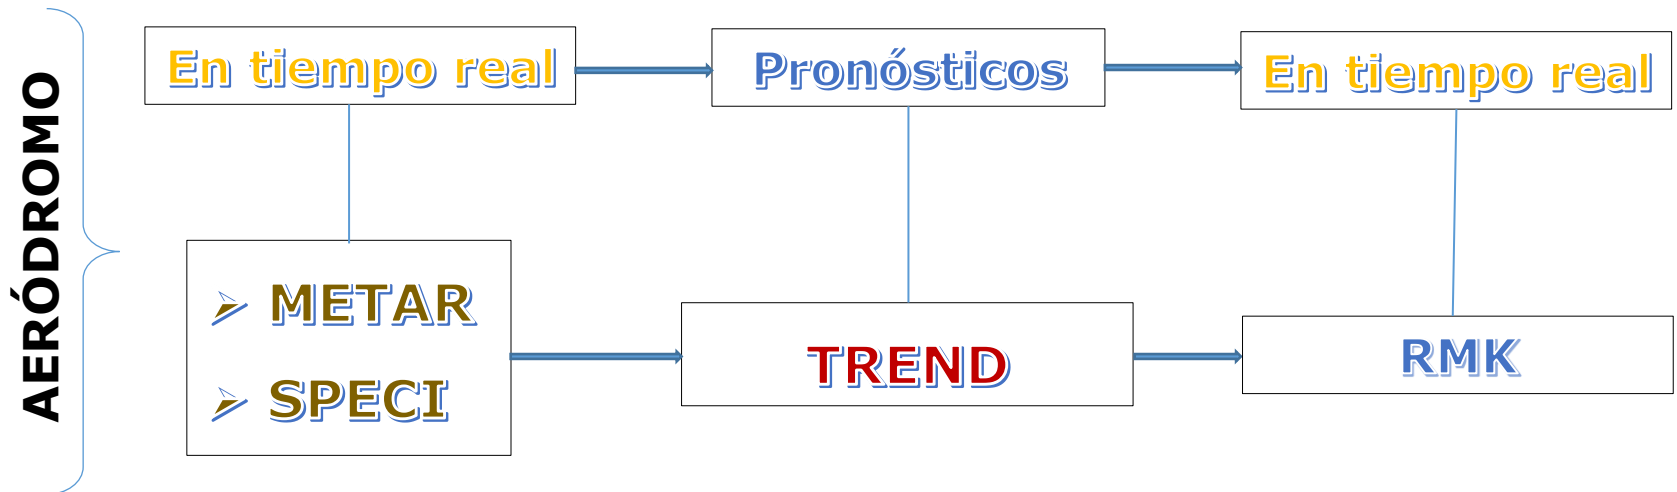 AERÓDROMO
En tiempo real
Pronósticos
En tiempo real
METAR
SPECI
TREND
RMK